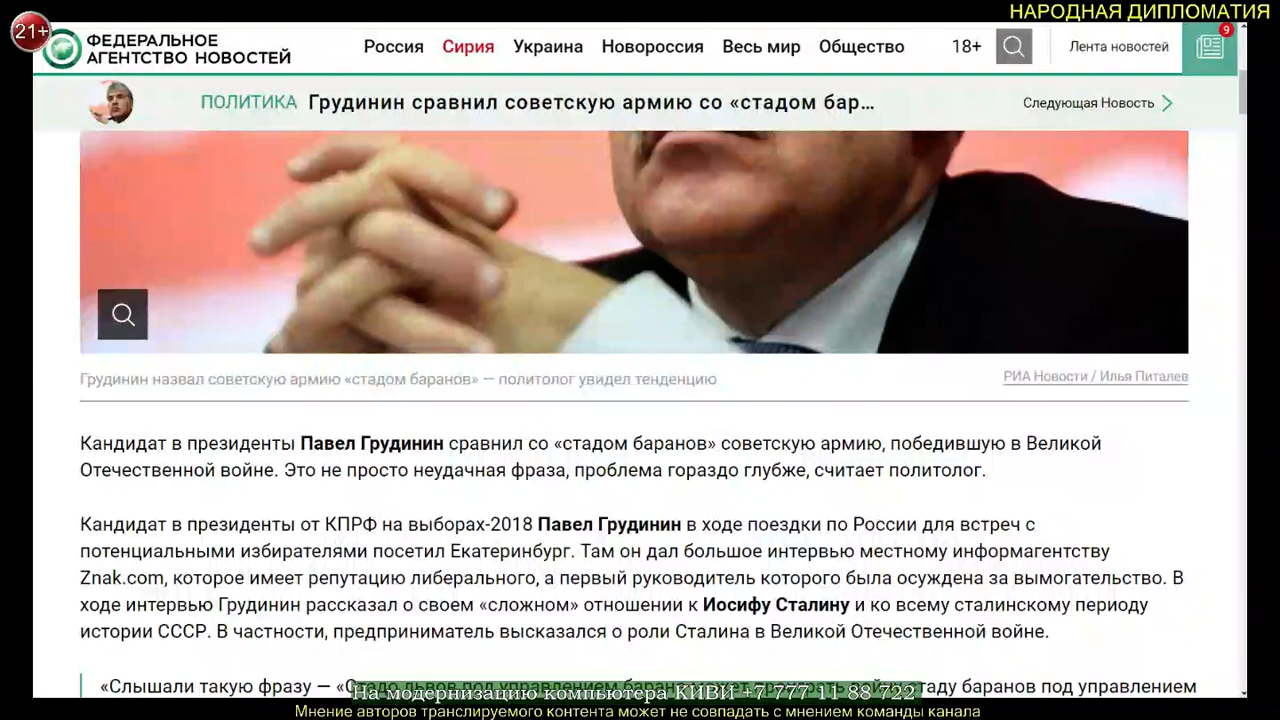 НАРОДНАЯ ДИПЛОМАТИЯ
21+
ФЕДЕРАЛЬНОЕ
АГЕНТСТВО НОВОСТЕЙ
Россия Сирия Украина Новороссия Весь мир Общество 18+ Лента новостей 9
ПОЛИТИКА Грудинин сравнил советскую армию со «стадом бар... Следующая Новость
Грудинин назвал советскую армию «стадом баранов» — политолог увидел тенденцию РИА Новости / Илья Питалев
Кандидат в президенты Павел Грудинин сравнил со «стадом баранов» советскую армию, победившую в Великой
Отечественной войне. Это не просто неудачная фраза, проблема гораздо глубже, считает политолог.
Кандидат в президенты от КПРФ на выборах-2018 Павел Грудинин в ходе поездки по России для встреч с
потенциальными избирателями посетил Екатеринбург. Там он дал большое интервью местному информагентству
Znak.com, которое имеет репутацию либерального, а первый руководитель которого была осуждена за вымогательство. В
ходе интервью Грудинин рассказал о своем «сложном» отношении к Иосифу Сталину и ко всему сталинскому периоду
истории СССР. В частности, предприниматель высказался о роли Сталина в Великой Отечественной войне.
«Слышали такую фразу — баранов под управлением
На модернизацию компьютера КИВИ +7 777 11 88 722
Мнение авторов транслируемого контента может не совпадать с мнением команды канала